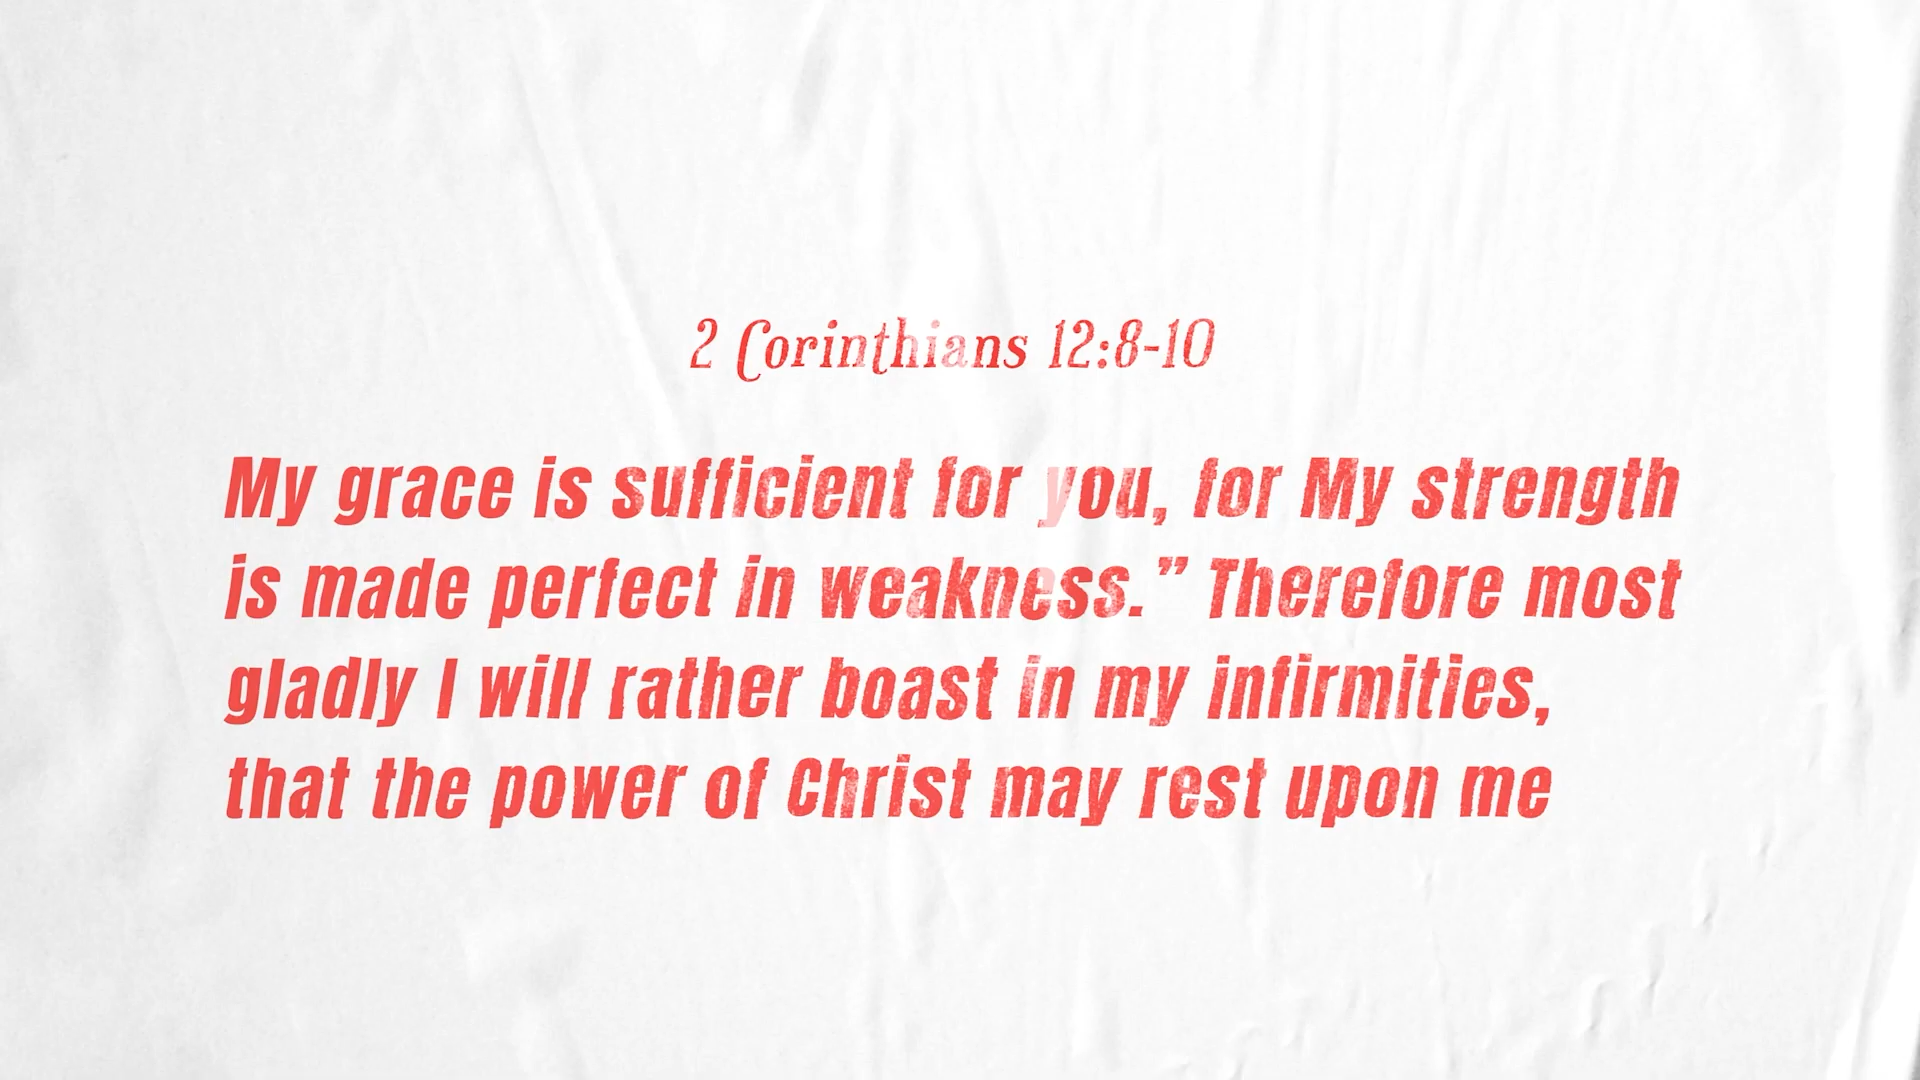 2 Corinthians 12:8-10
My grace is sufficient for you, for My strength
is made perfect in weakness.” Therefore most
gladly I will rather boast in my infirmities,
that the power of Christ may rest upon me